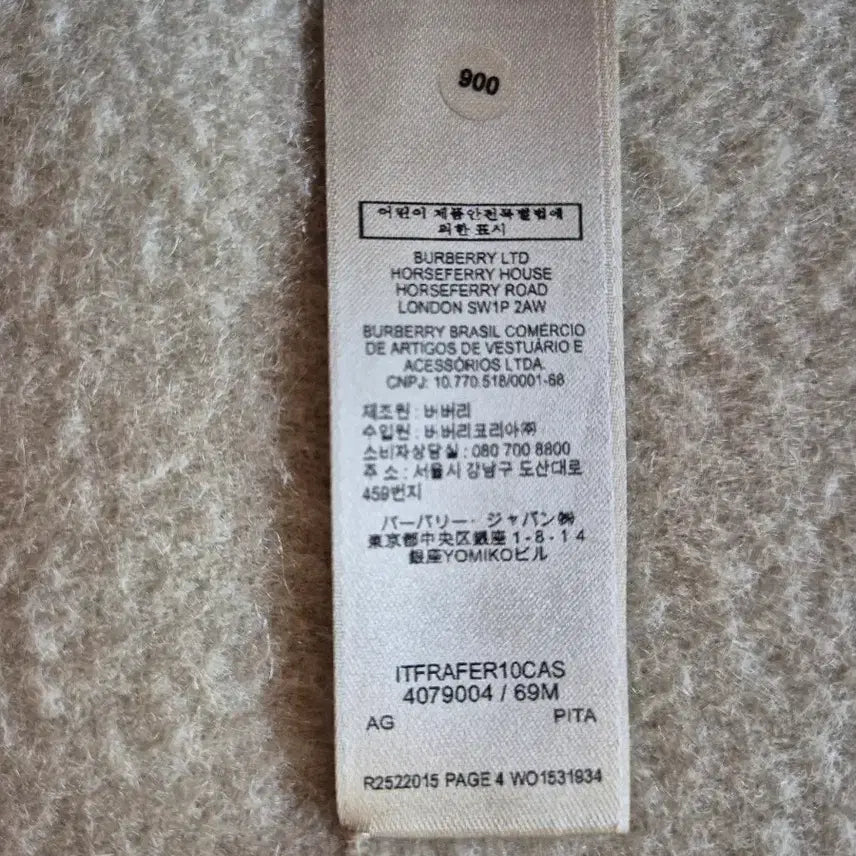 900
어린이 제품안전특별법에
의한 표시
BURBERRY LTD
HORSEFERRY HOUSE
HORSEFERRY ROAD
LONDON SW1P 2AW
BURBERRY BRASIL COMÉRCIO
DE ARTIGOS DE VESTUÁRIO E
ACESSÓRIOS LTDA.
CNPJ: 10.770.518/0001-68
제조원 : 버버리
수입원 : 버버리코리아㈜
소비자상담실 : 080 700 8800
주 소 : 서울시 강남구 도산대로
459번지
バーバリー・ジャパン㈱
東京都中央区銀座1-8-14
銀座YOMIKOビル
ITFRAFER10CAS
4079004 / 69M
AG PITA
R2522015 PAGE 4 WO1531934